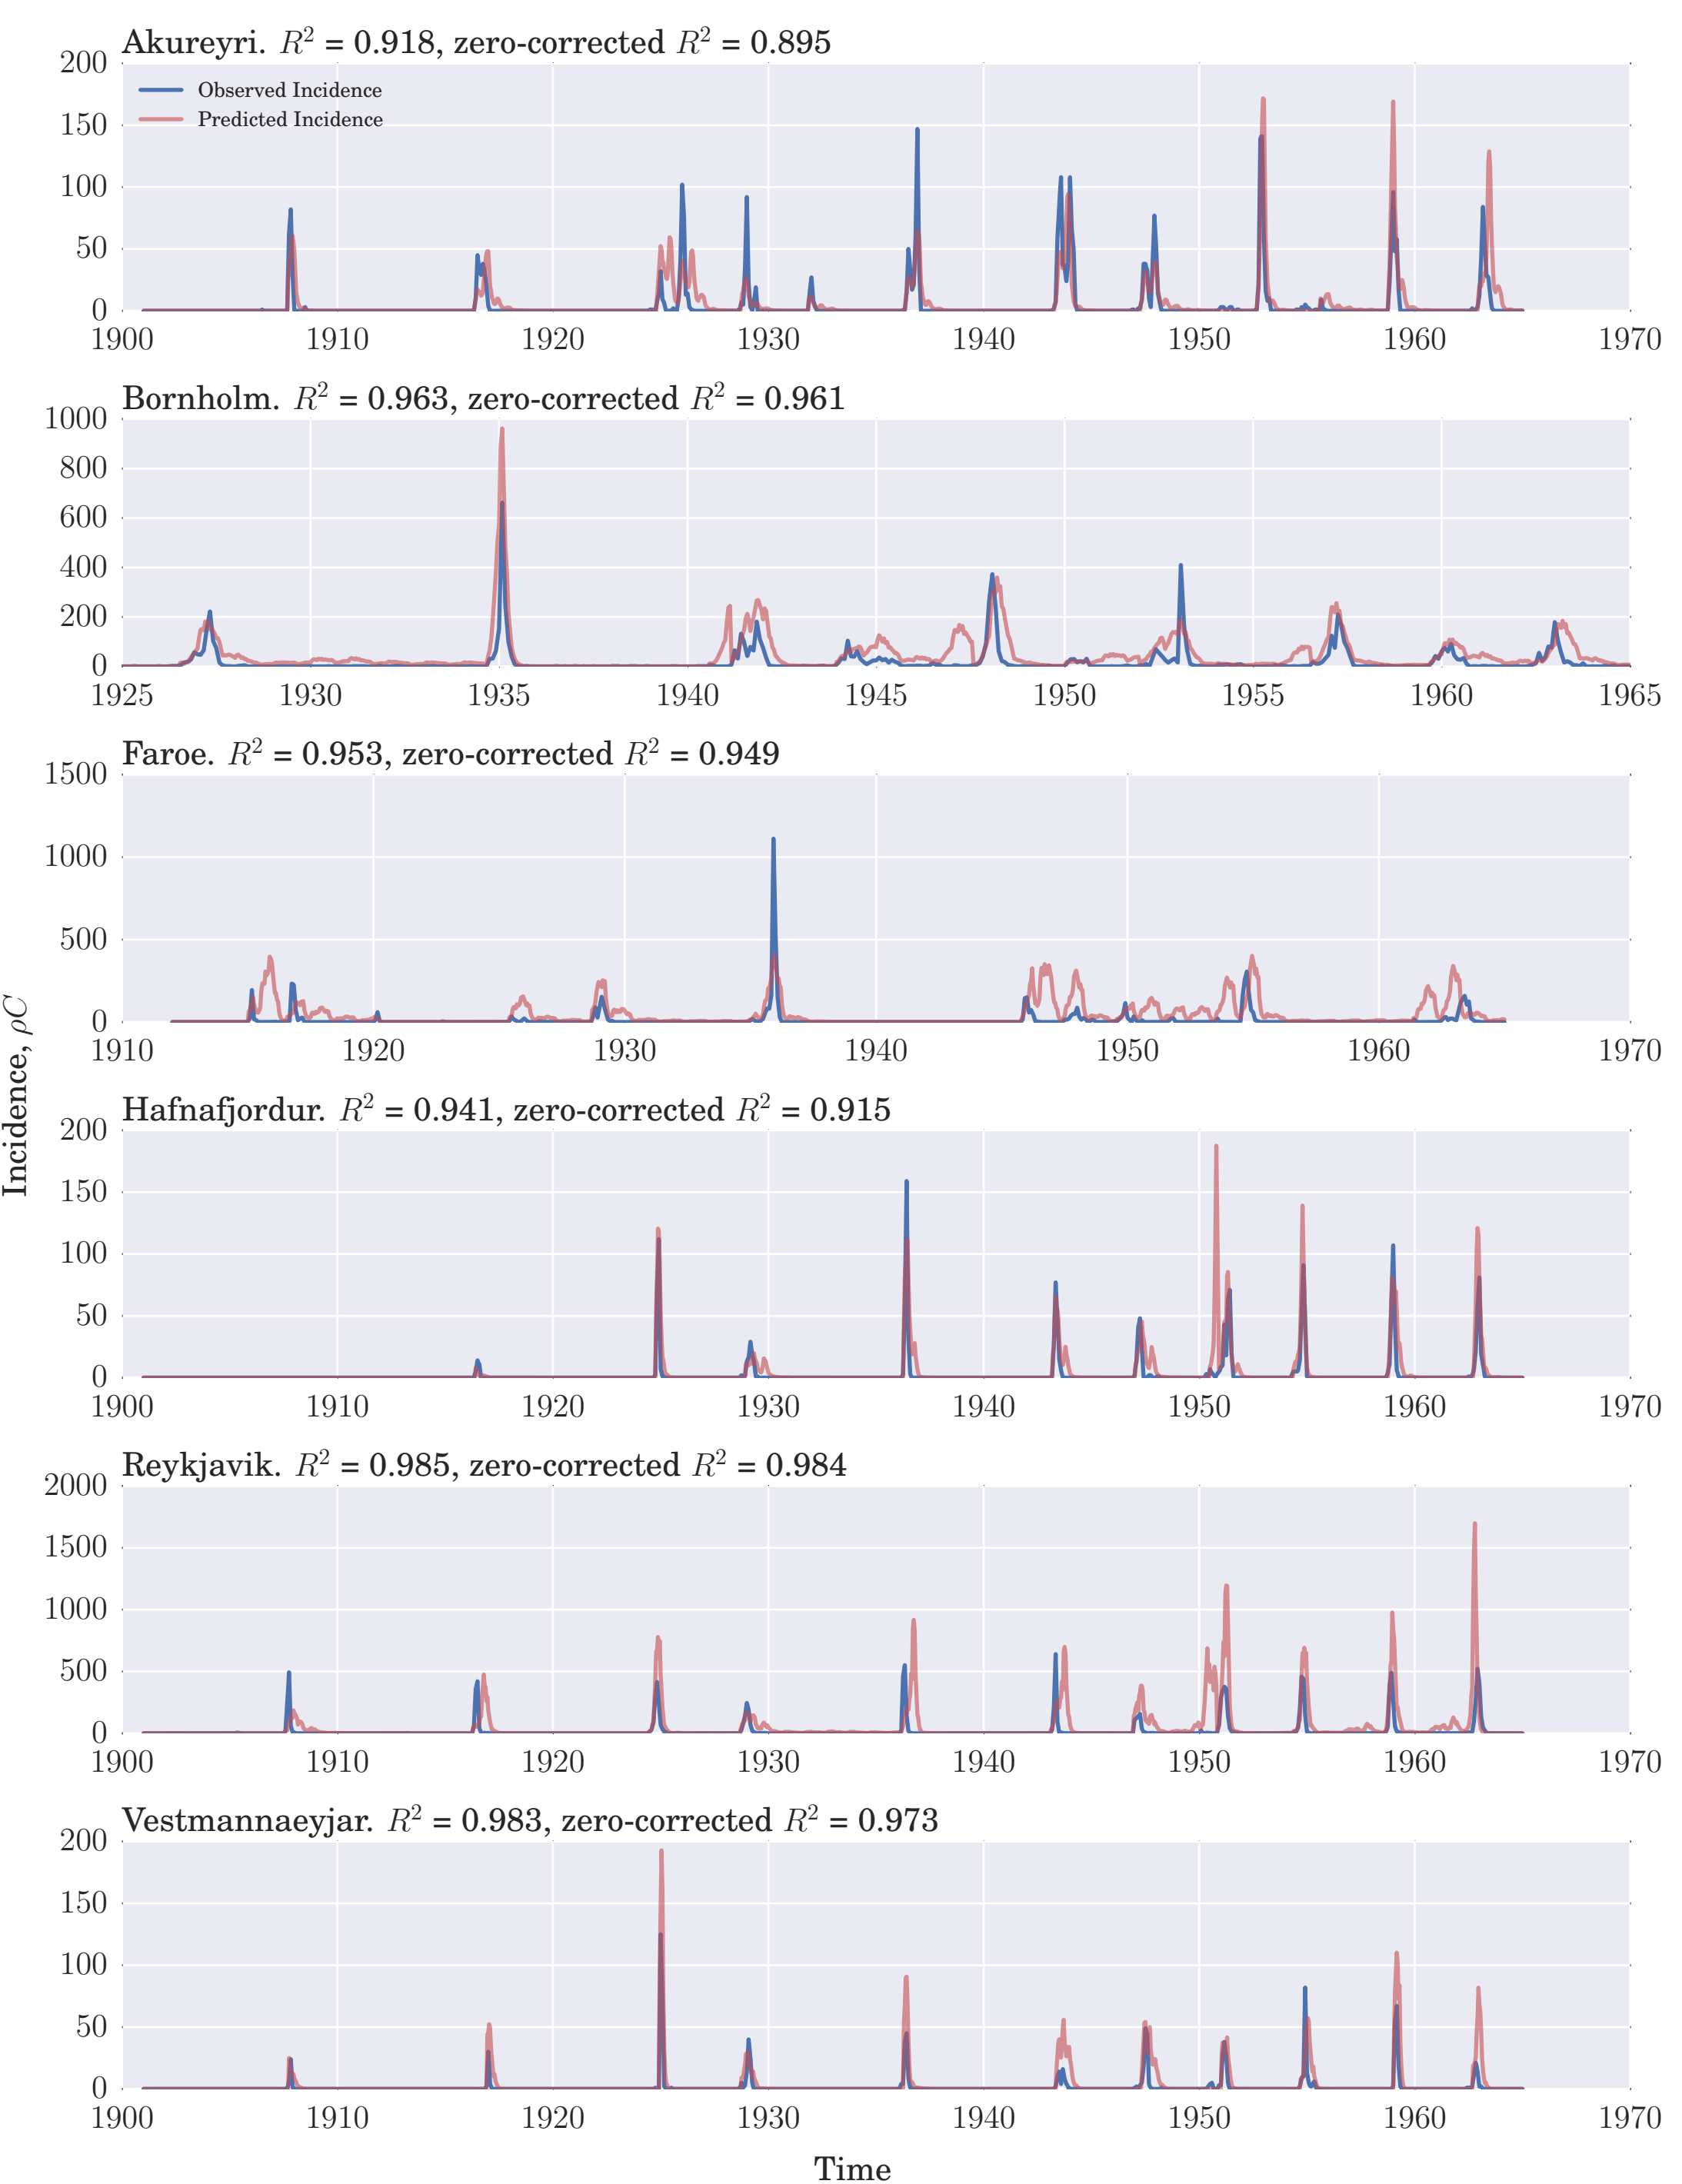 Akureyri. R² = 0.918, zero-corrected R² = 0.895
200
150
100
50
0
Observed Incidence
Predicted Incidence
1900 1910 1920 1930 1940 1950 1960 1970
Bornholm. R² = 0.963, zero-corrected R² = 0.961
1000
800
600
400
200
0
1925 1930 1935 1940 1945 1950 1955 1960 1965
Faroe. R² = 0.953, zero-corrected R² = 0.949
1500
1000
500
0
1910 1920 1930 1940 1950 1960 1970
Incidence, ρC
Hafnafjordur. R² = 0.941, zero-corrected R² = 0.915
200
150
100
50
0
1900 1910 1920 1930 1940 1950 1960 1970
Reykjavik. R² = 0.985, zero-corrected R² = 0.984
2000
1500
1000
500
0
1900 1910 1920 1930 1940 1950 1960 1970
Vestmannaeyjar. R² = 0.983, zero-corrected R² = 0.973
200
150
100
50
0
1900 1910 1920 1930 1940 1950 1960 1970
Time